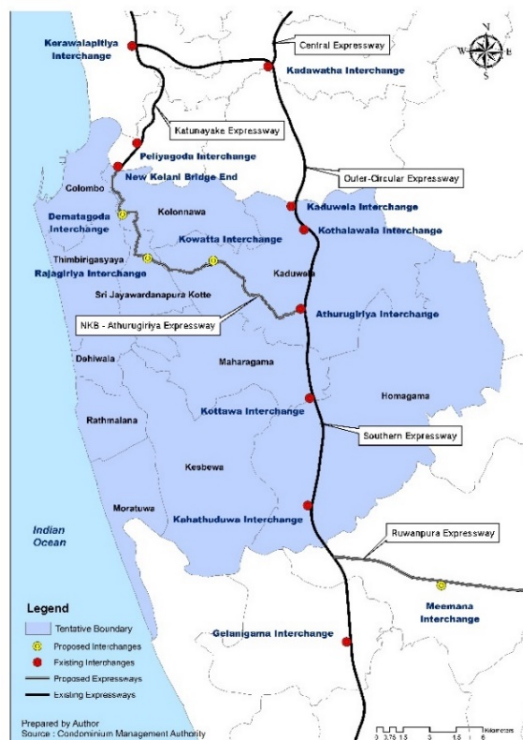 N
W E
S
Kerawalapitiya
Interchange
Central Expressway
Kadawatha Interchange
Katunayake Expressway
Peliyagoda Interchange
New Kelani Bridge End
Outer-Circular Expressway
Colombo
Kaduwela Interchange
Dematagoda
Interchange
Kolonnawa
Kothalawala Interchange
Kowatta Interchange
Thimbirigasyaya
Rajagiriya Interchange
Kaduwela
Sri Jayawardanapura Kotte
Athurugiriya Interchange
NKB - Athurugiriya Expressway
Dehiwala
Maharagama
Homagama
Kottawa Interchange
Rathmalana
Southern Expressway
Kesbewa
Moratuwa
Kahathuduwa Interchange
Indian
Ocean
Ruwanpura Expressway
Meemana
Interchange
Legend
Tentative Boundary
Proposed Interchanges
Existing Interchanges
Proposed Expressways
Existing Expressways
Gelanigama Interchange
Prepared by Author
Source : Condominium Management Authority
Kilometers